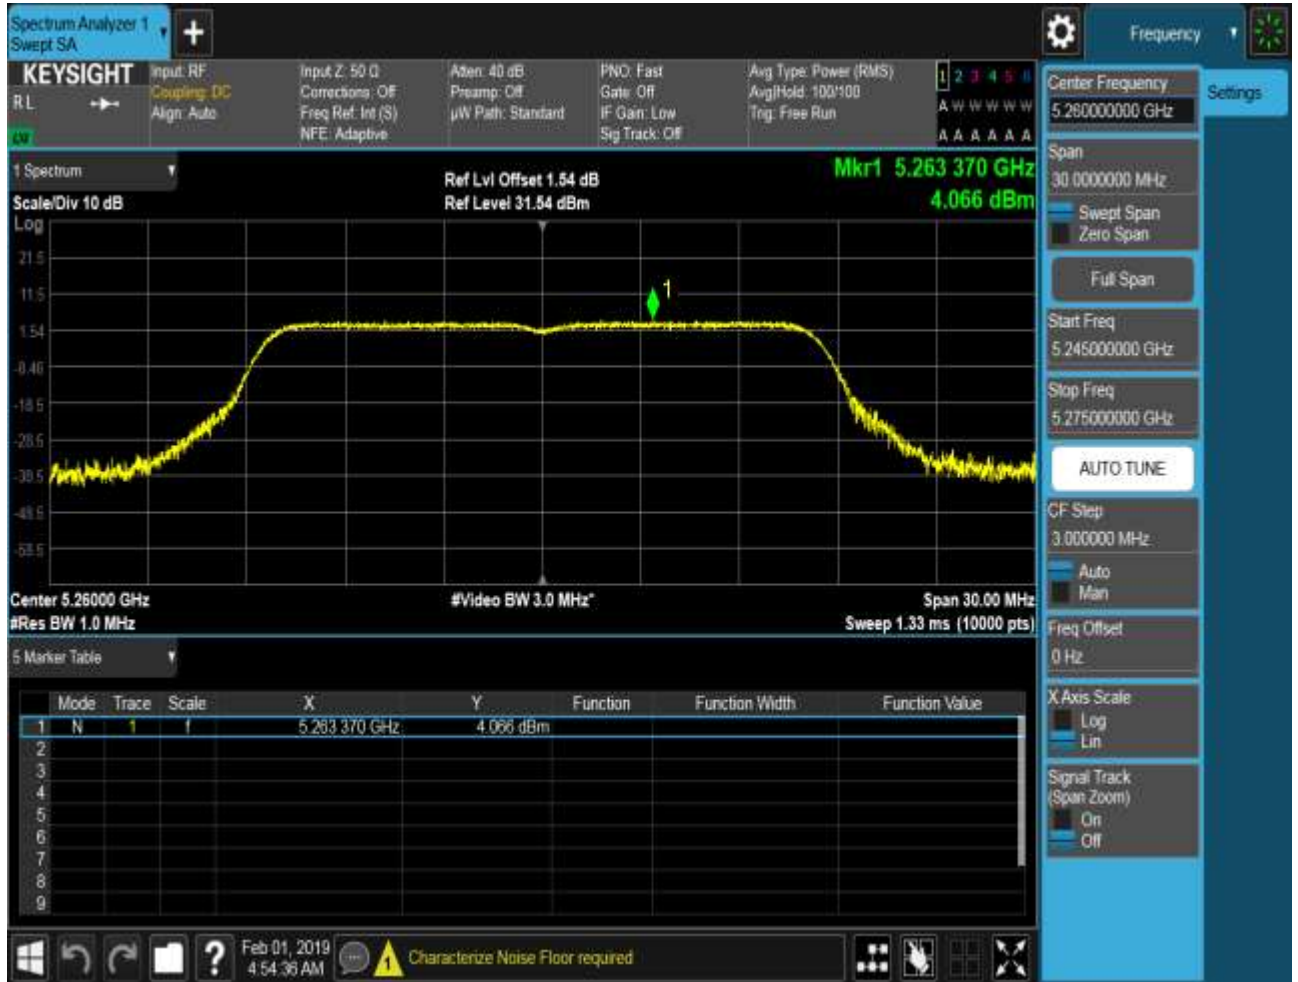 Spectrum Analyzer 1
Swept SA
Frequency
KEYSIGHT
Input: RF
Input Z: 50 Ω
Atten: 40 dB
PNO: Fast
Avg Type: Power (RMS)
1 2 3 4 5 6
R L
Coupling: DC
Corrections: Off
Preamp: Off
Gate: Off
Avg|Hold: 100/100
A W W W W W
Align: Auto
Freq Ref: Int (S)
µW Path: Standard
IF Gain: Low
Trig: Free Run
NFE: Adaptive
Sig Track: Off
A A A A A A
1 Spectrum
Scale/Div 10 dB
Ref Lvl Offset 1.54 dB
Ref Level 31.54 dBm
Mkr1 5.263 370 GHz
4.066 dBm
Log
21.5
11.5
1.54
-8.46
-18.5
-28.5
-38.5
-48.5
-58.5
1
Center 5.26000 GHz
#Video BW 3.0 MHz*
Span 30.00 MHz
#Res BW 1.0 MHz
Sweep 1.33 ms (10000 pts)
5 Marker Table
Mode Trace Scale X Y Function Function Width Function Value
1 N 1 f 5.263 370 GHz 4.066 dBm
2
3
4
5
6
7
8
9
Feb 01, 2019
4:54:36 AM
?
1
Characterize Noise Floor required
Settings
Center Frequency
5.260000000 GHz
Span
30.0000000 MHz
Swept Span
Zero Span
Full Span
Start Freq
5.245000000 GHz
Stop Freq
5.275000000 GHz
AUTO TUNE
CF Step
3.000000 MHz
Auto
Man
Freq Offset
0 Hz
X Axis Scale
Log
Lin
Signal Track
(Span Zoom)
On
Off